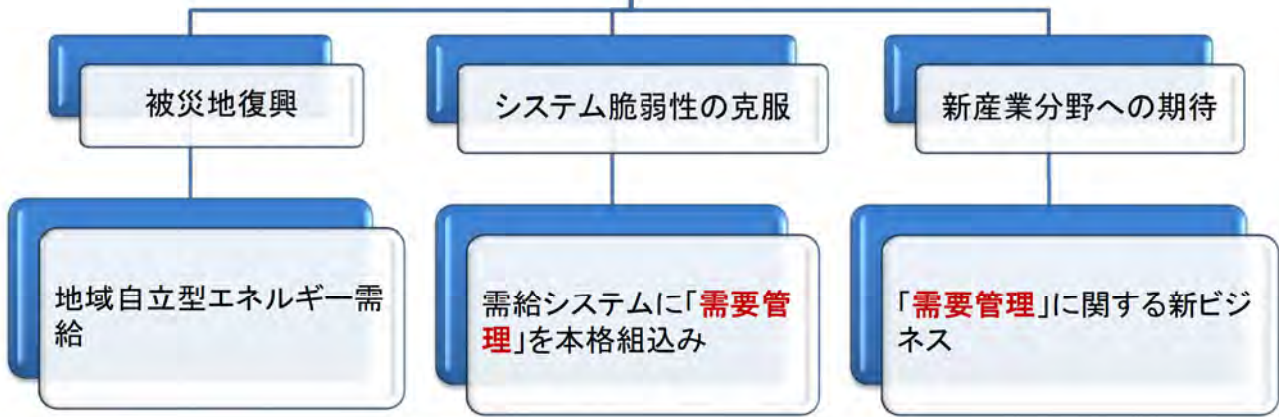 被災地復興
システム脆弱性の克服
新産業分野への期待
地域自立型エネルギー需
給
需給システムに「需要管
理」を本格組込み
「需要管理」に関する新ビジ
ネス